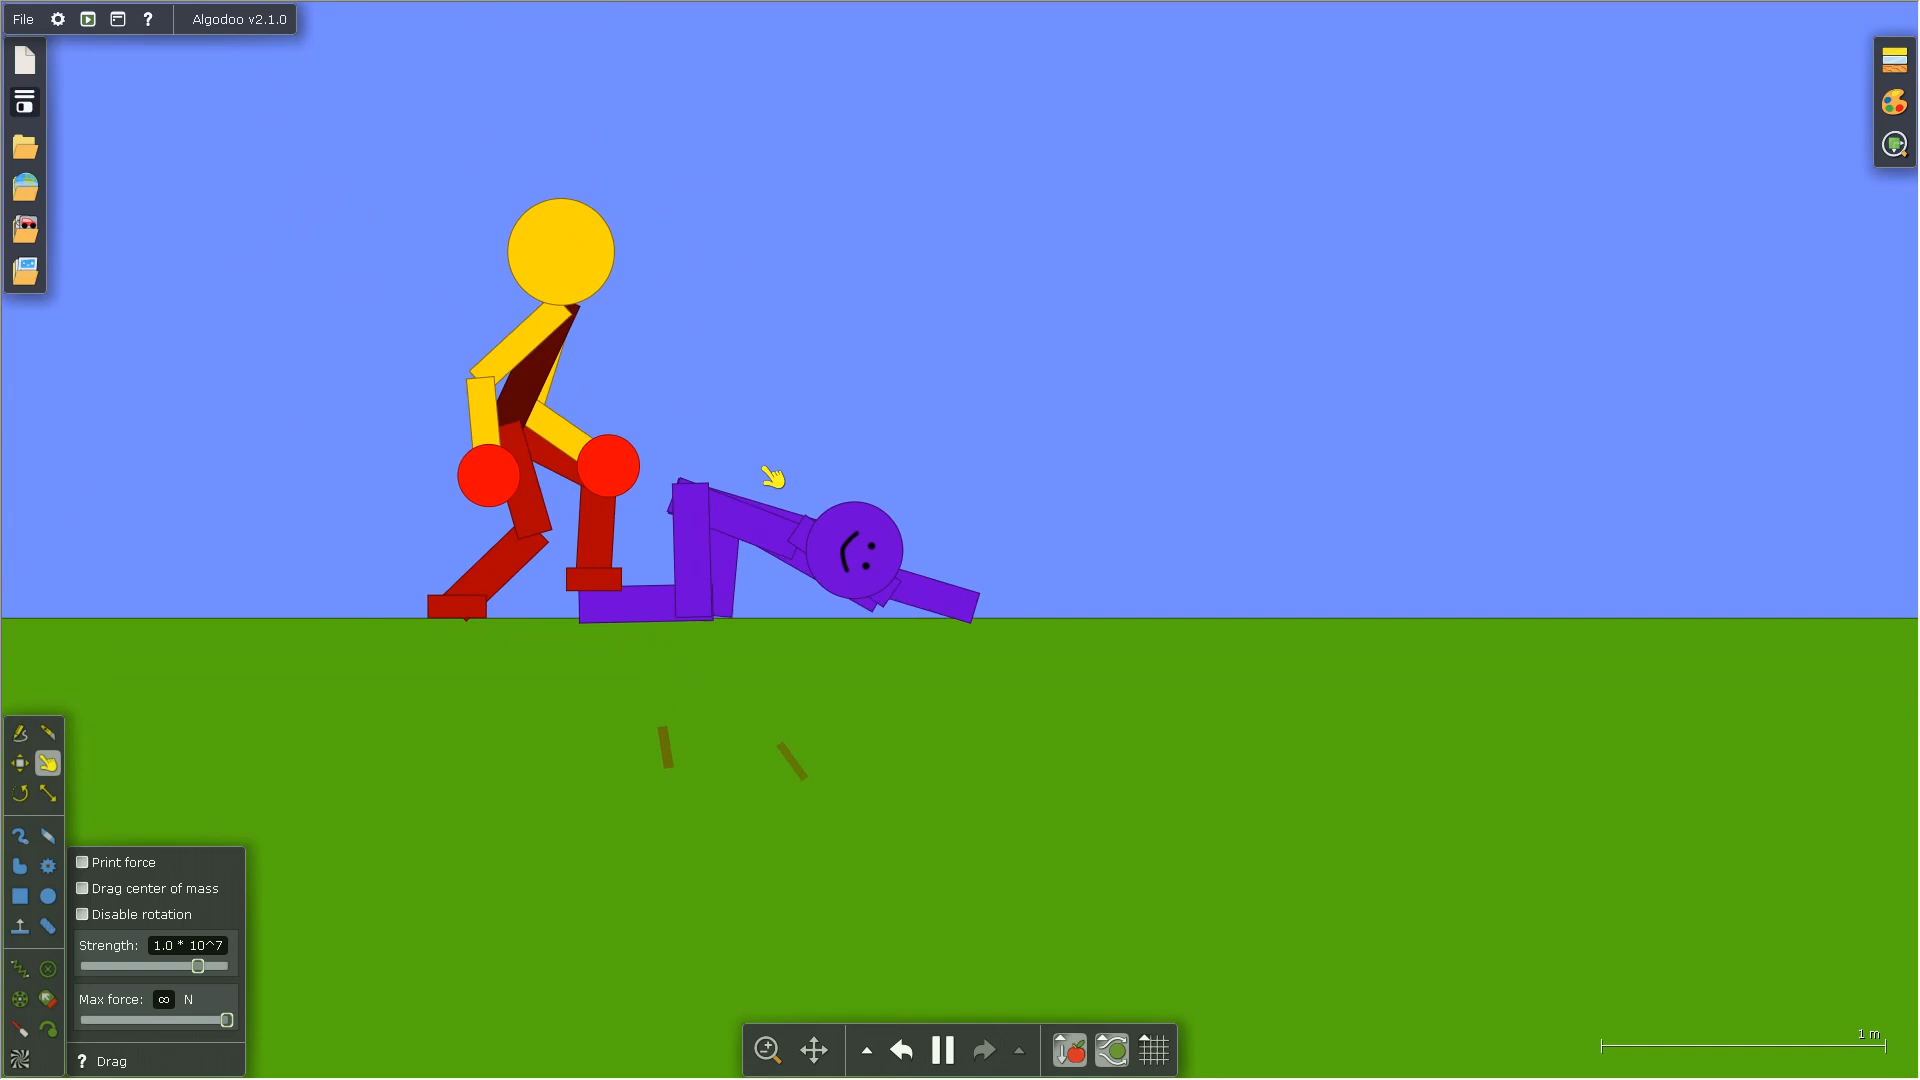 File ? Algodoo v2.1.0
Print force
Drag center of mass
Disable rotation
Strength: 1.0 * 10^7
Max force: ∞ N
? Drag
1 m